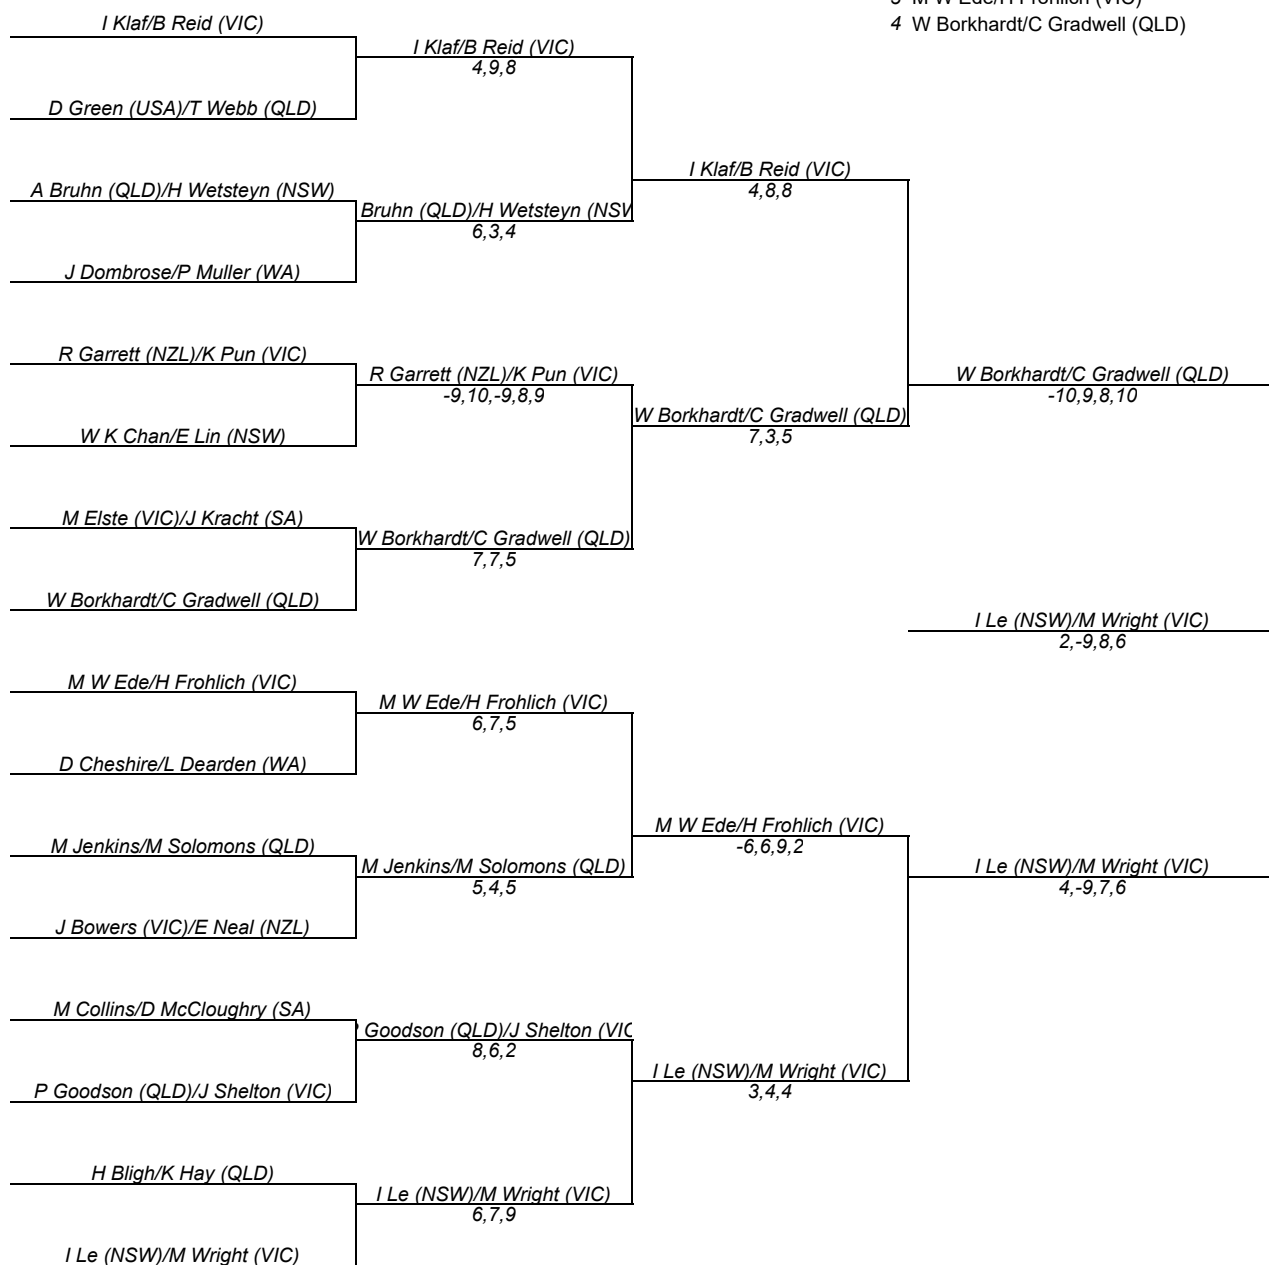 3 M W Ede/H Frohlich (VIC)
4 W Borkhardt/C Gradwell (QLD)
I Klaf/B Reid (VIC)
I Klaf/B Reid (VIC)
4,9,8
D Green (USA)/T Webb (QLD)
I Klaf/B Reid (VIC)
4,8,8
A Bruhn (QLD)/H Wetsteyn (NSW)
Bruhn (QLD)/H Wetsteyn (NSW
6,3,4
J Dombrose/P Muller (WA)
R Garrett (NZL)/K Pun (VIC)
R Garrett (NZL)/K Pun (VIC)
-9,10,-9,8,9
W Borkhardt/C Gradwell (QLD)
-10,9,8,10
W Borkhardt/C Gradwell (QLD)
7,3,5
W K Chan/E Lin (NSW)
M Elste (VIC)/J Kracht (SA)
W Borkhardt/C Gradwell (QLD)
7,7,5
W Borkhardt/C Gradwell (QLD)
I Le (NSW)/M Wright (VIC)
2,-9,8,6
M W Ede/H Frohlich (VIC)
M W Ede/H Frohlich (VIC)
6,7,5
D Cheshire/L Dearden (WA)
M W Ede/H Frohlich (VIC)
-6,6,9,2
M Jenkins/M Solomons (QLD)
M Jenkins/M Solomons (QLD)
5,4,5
I Le (NSW)/M Wright (VIC)
4,-9,7,6
J Bowers (VIC)/E Neal (NZL)
M Collins/D McCloughry (SA)
Goodson (QLD)/J Shelton (VIC
8,6,2
I Le (NSW)/M Wright (VIC)
3,4,4
P Goodson (QLD)/J Shelton (VIC)
H Bligh/K Hay (QLD)
I Le (NSW)/M Wright (VIC)
6,7,9
I Le (NSW)/M Wright (VIC)